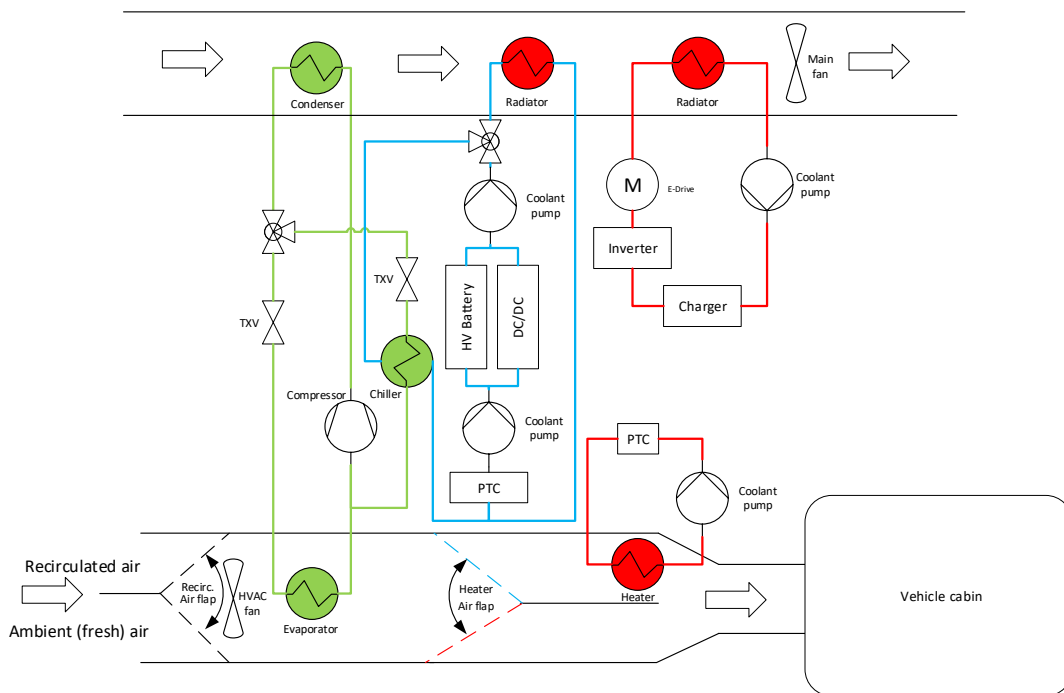 Condenser
Radiator
Radiator
Main
fan
M
E-Drive
Coolant
pump
Coolant
pump
Inverter
TXV
TXV
HV Battery
DC/DC
Charger
Chiller
Compressor
Coolant
pump
PTC
PTC
Coolant
pump
Recirculated air
Ambient (fresh) air
Recirc.
Air flap
HVAC
fan
Evaporator
Heater
Air flap
Heater
Vehicle cabin